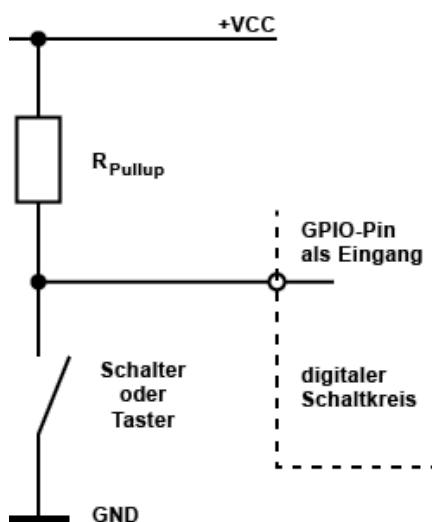 +VCC
RPullup
GPIO-Pin
als Eingang
Schalter
oder
Taster
digitaler
Schaltkreis
GND